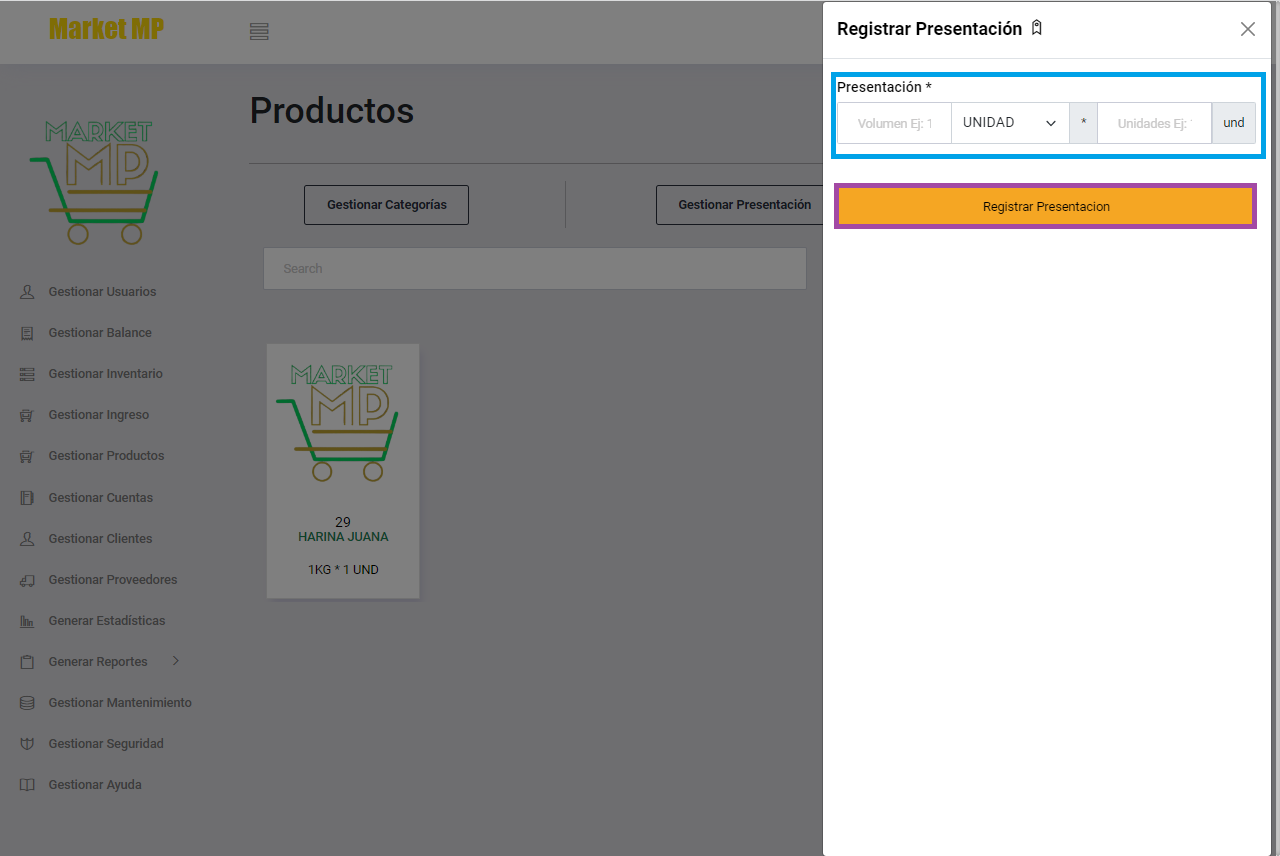 Market MP
Registrar Presentación
Presentación *
Volumen Ej: 1
UNIDAD
*
Unidades Ej:
und
Registrar Presentacion
Productos
Gestionar Categorías
Gestionar Presentación
Search
MARKET
MP
29
HARINA JUANA
1KG * 1 UND
MARKET
MP
Gestionar Usuarios
Gestionar Balance
Gestionar Inventario
Gestionar Ingreso
Gestionar Productos
Gestionar Cuentas
Gestionar Clientes
Gestionar Proveedores
Generar Estadísticas
Generar Reportes
Gestionar Mantenimiento
Gestionar Seguridad
Gestionar Ayuda